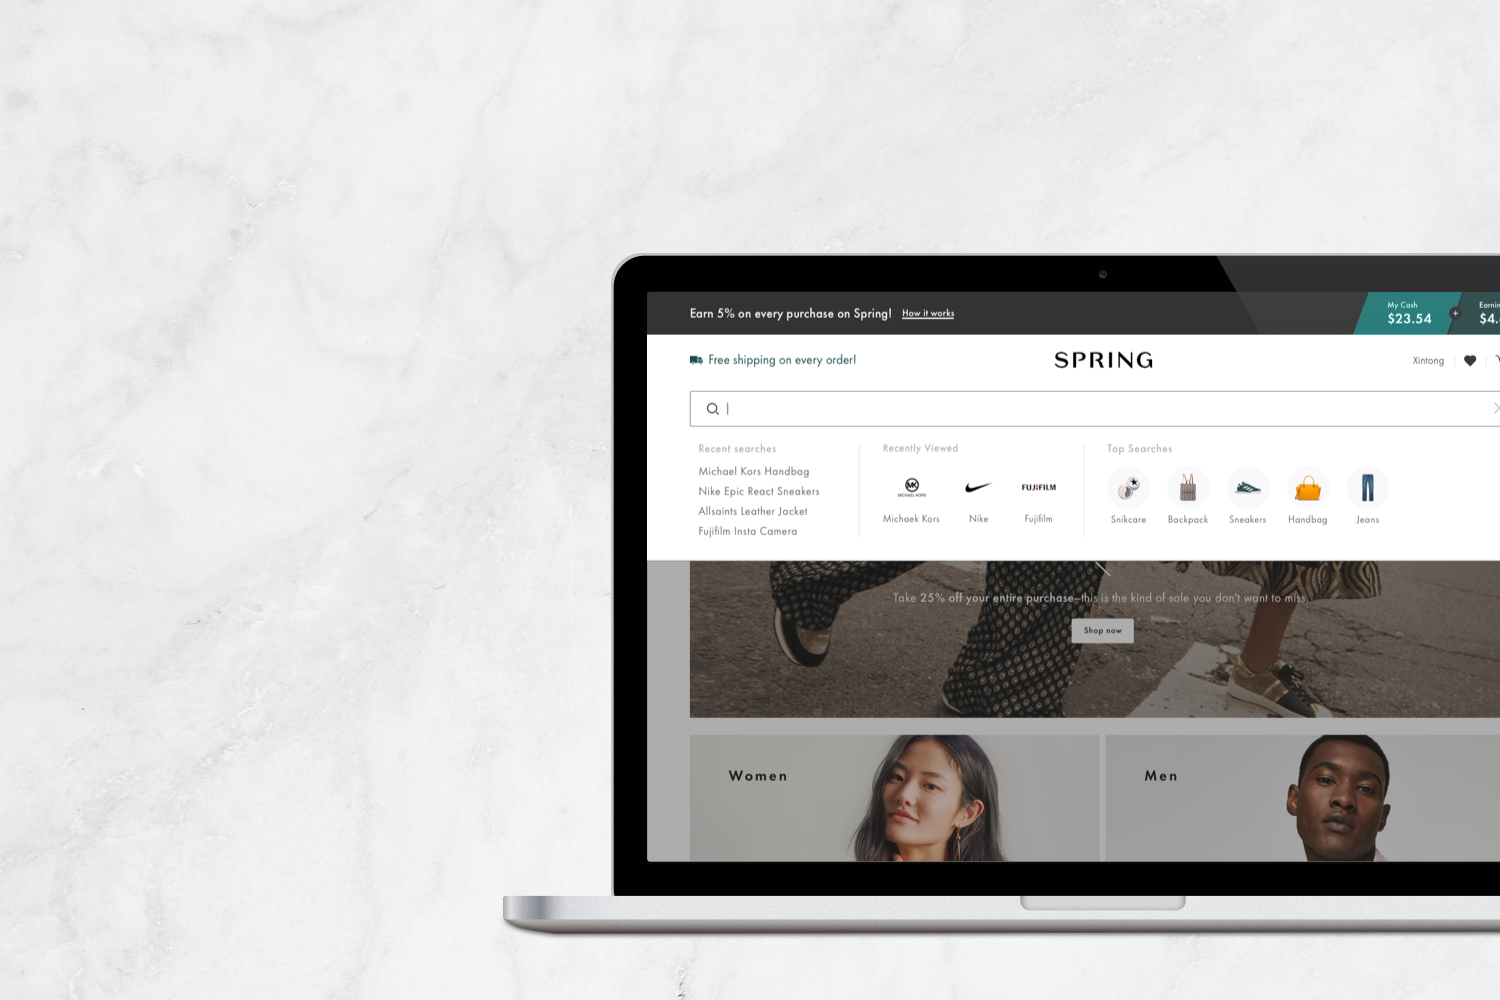 Earn 5% on every purchase on Spring! How it works
My Cash
$23.54
+
$4.
Free shipping on every order!
SPRING
Xintong
Recent searches
Michael Kors Handbag
Nike Epic React Sneakers
Allsaints Leather Jacket
Fujifilm Insta Camera
Recently Viewed
MK
MICHAEL KORS
FUJIFILM
Michaek Kors
Nike
Fujifilm
Top Searches
Snikcare
Backpack
Sneakers
Handbag
Jeans
Take 25% off your entire purchase—this is the kind of sale you don't want to miss.
Shop now
Women
Men